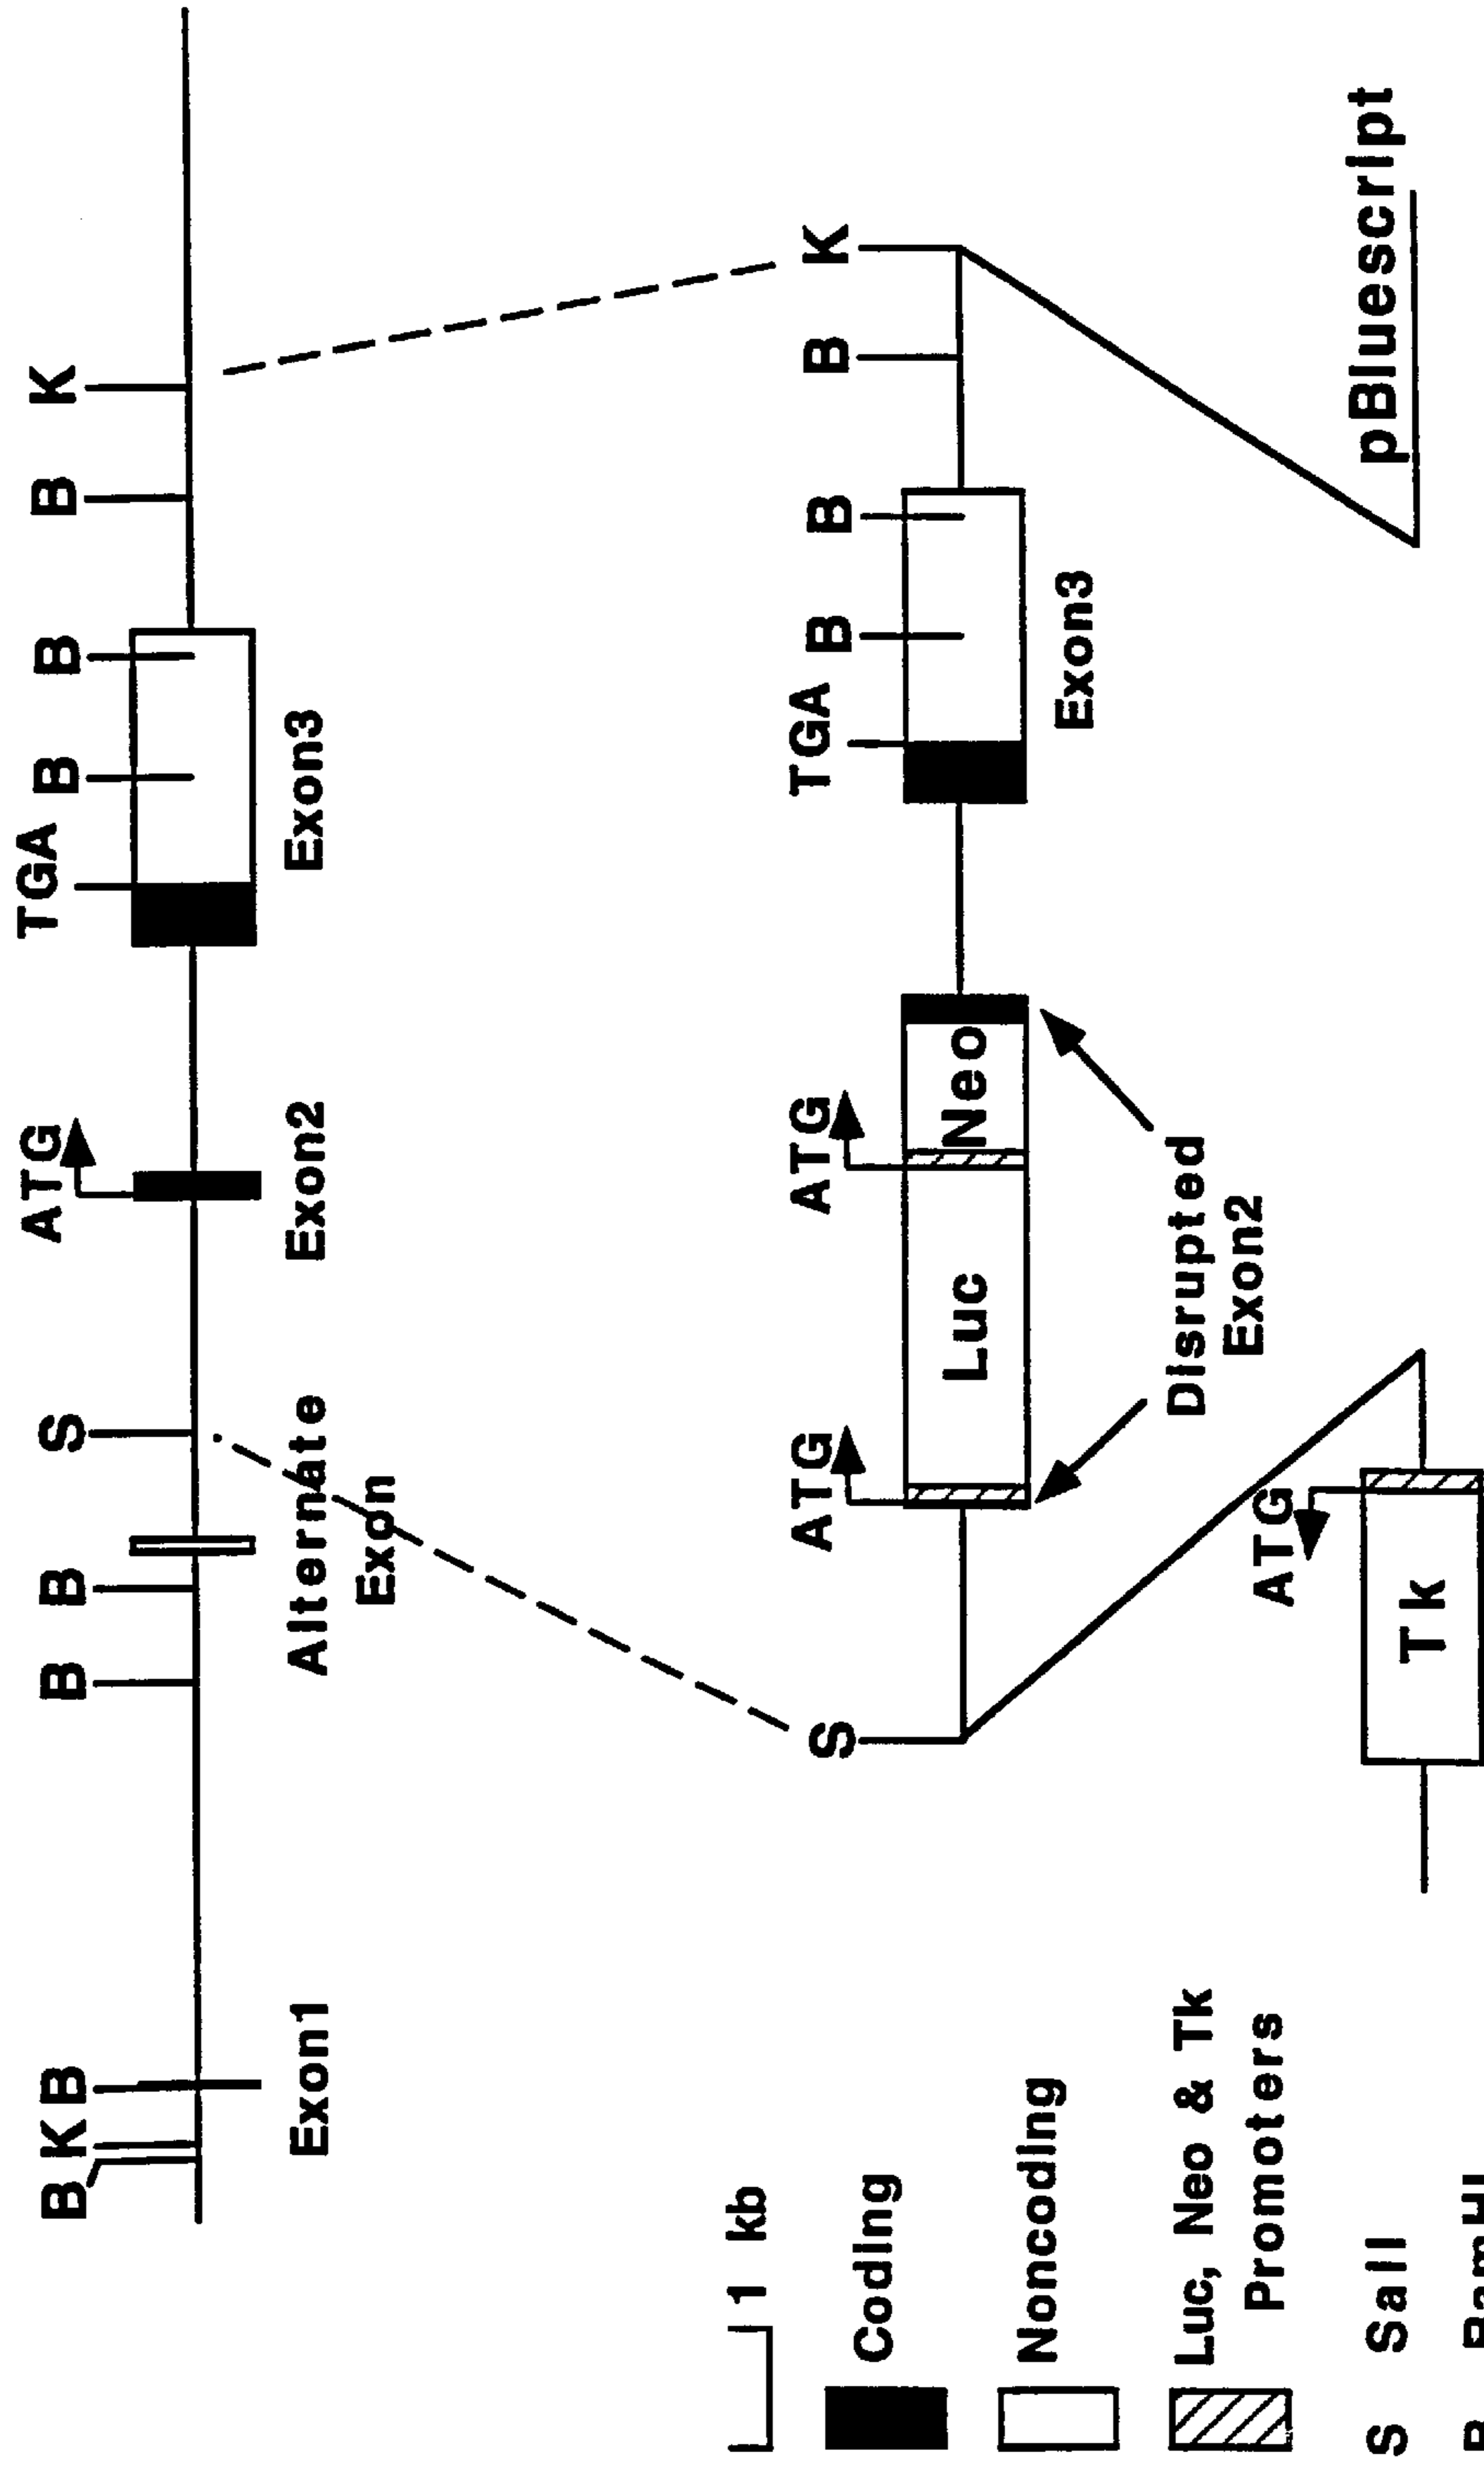 B K B B B S ATG TGA B B B K
Exon1
Alternate
Exon
Exon2
Exon3
S ATG ATG TGA B B B K
Luc Neo
Exon3
Disrupted
Exon2
ATG
Tk
pBluescript
1 kb
Coding
Noncoding
Luc, Neo & Tk
Promoters
S SalI
B BamHI